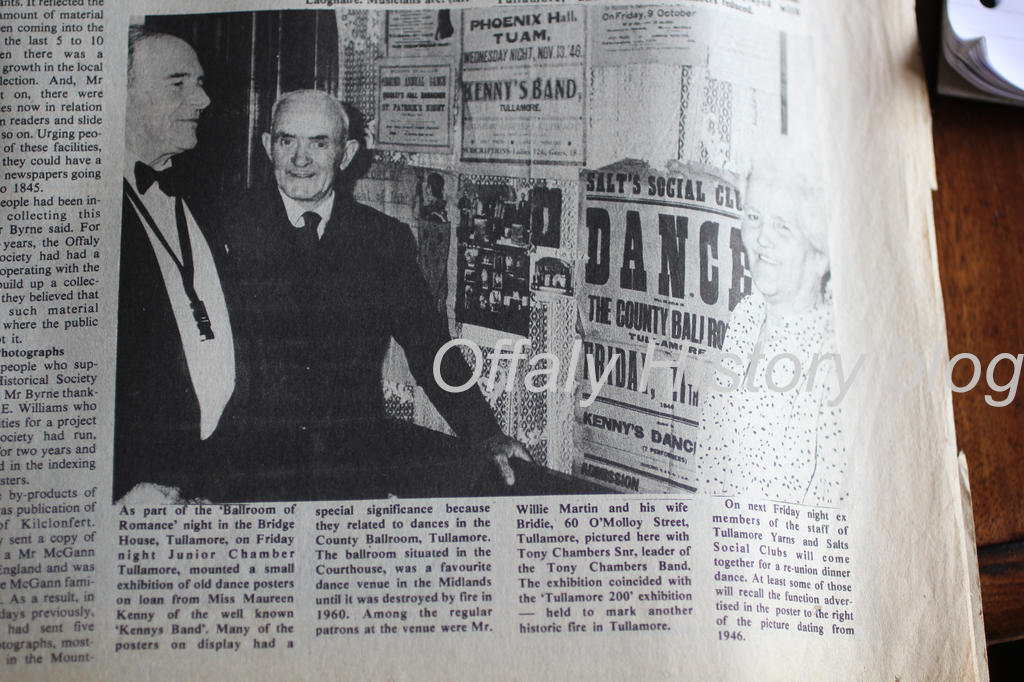 ants. It reflected the
amount of material
en coming into the
the last 5 to 10
en there was a
growth in the local
lection. And, Mr
t on, there were
es now in relation
n readers and slide
so on. Urging peo-
of these facilities,
they could have a
newspapers going
o 1845.
eople had been in-
collecting this
r Byrne said. For
years, the Offaly
ociety had had a
operating with the
build up a collec-
they believed that
such material
where the public
t it.
Photographs
people who sup-
Historical Society
Mr Byrne thank-
E. Williams who
ities for a project
ociety had run,
or two years and
d in the indexing
sters.
by-products of
as publication of
of Kilclonfert.
y sent a copy of
a Mr McGann
England and was
e McGann fami-
. As a result, in
days previously,
had sent five
otographs, most-
in the Mount-
PHOENIX Hall,
TUAM,
WEDNESDAY NIGHT, NOV. 13 '46
KENNY'S BAND,
TULLAMORE.
On Friday, 9 October
ST. PATRICK'S NIGHT
SALT'S SOCIAL CLU
DANCE
THE COUNTY BALL RO
TULLAMORE
FRIDAY,
KENNY'S DANC
ADMISSION
As part of the 'Ballroom of
Romance' night in the Bridge
House, Tullamore, on Friday
night Junior Chamber
Tullamore, mounted a small
exhibition of old dance posters
on loan from Miss Maureen
Kenny of the well known
'Kennys Band'. Many of the
posters on display had a
special significance because
they related to dances in the
County Ballroom, Tullamore.
The ballroom situated in the
Courthouse, was a favourite
dance venue in the Midlands
until it was destroyed by fire in
1960. Among the regular
patrons at the venue were Mr.
Willie Martin and his wife
Bridie, 60 O'Molloy Street,
Tullamore, pictured here with
Tony Chambers Snr, leader of
the Tony Chambers Band.
The exhibition coincided with
the 'Tullamore 200' exhibition
— held to mark another
historic fire in Tullamore.
On next Friday night ex
members of the staff of
Tullamore Yarns and Salts
Social Clubs will come
together for a re-union dinner
dance. At least some of those
will recall the function adver-
tised in the poster to the right
of the picture dating from
1946.
Offaly History blog